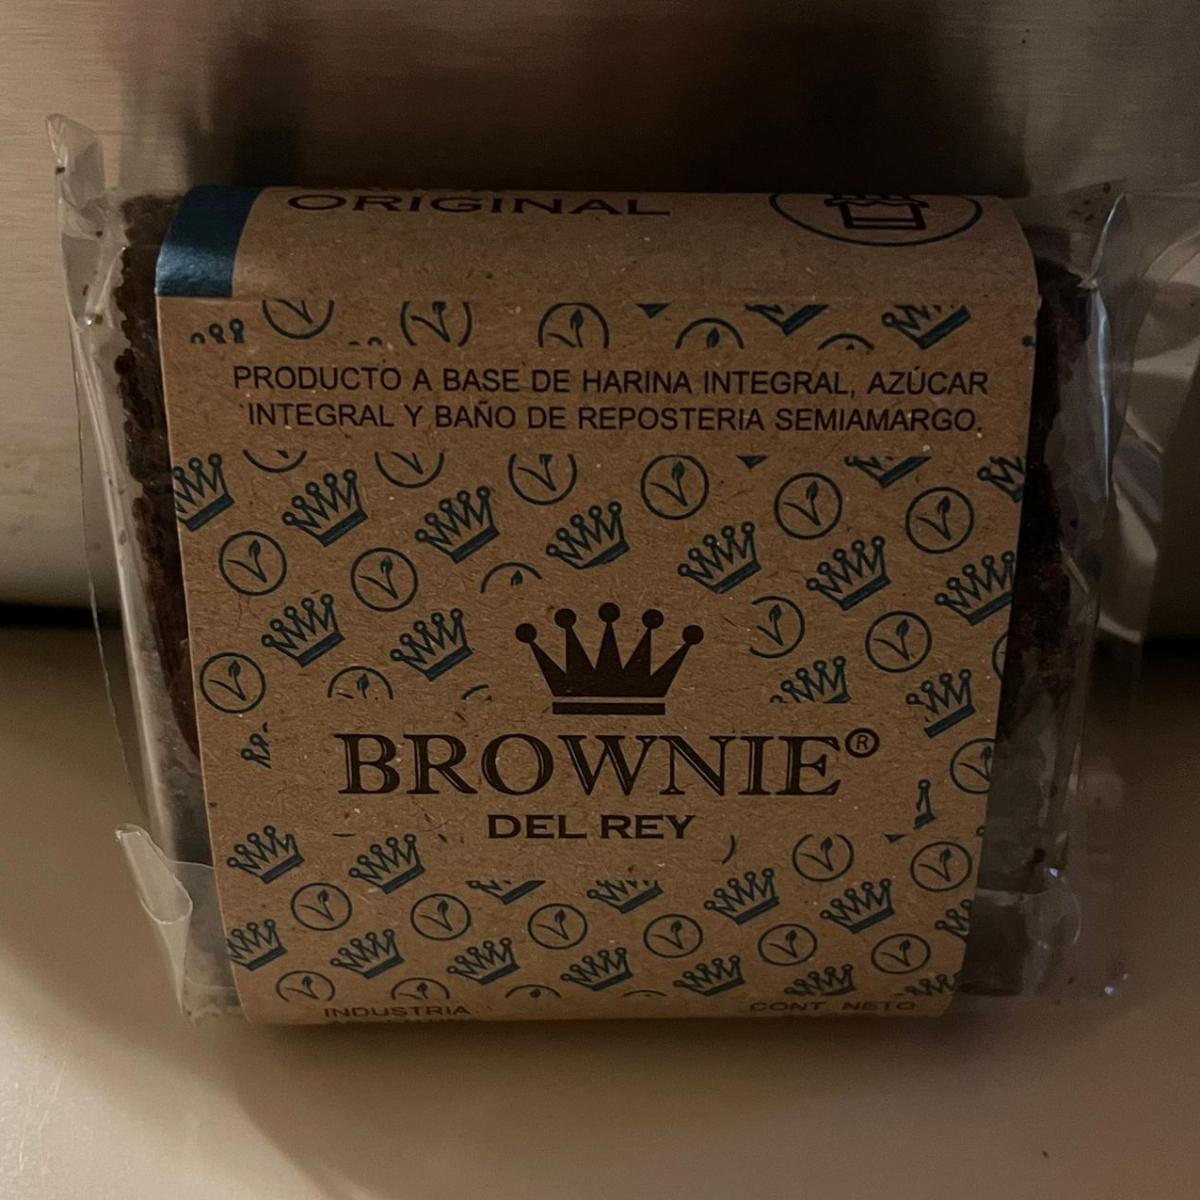 ORIGINAL
PRODUCTO A BASE DE HARINA INTEGRAL, AZÚCAR
INTEGRAL Y BAÑO DE REPOSTERIA SEMIAMARGO.
BROWNIE®
DEL REY
INDUSTRIA
CONT. NETO